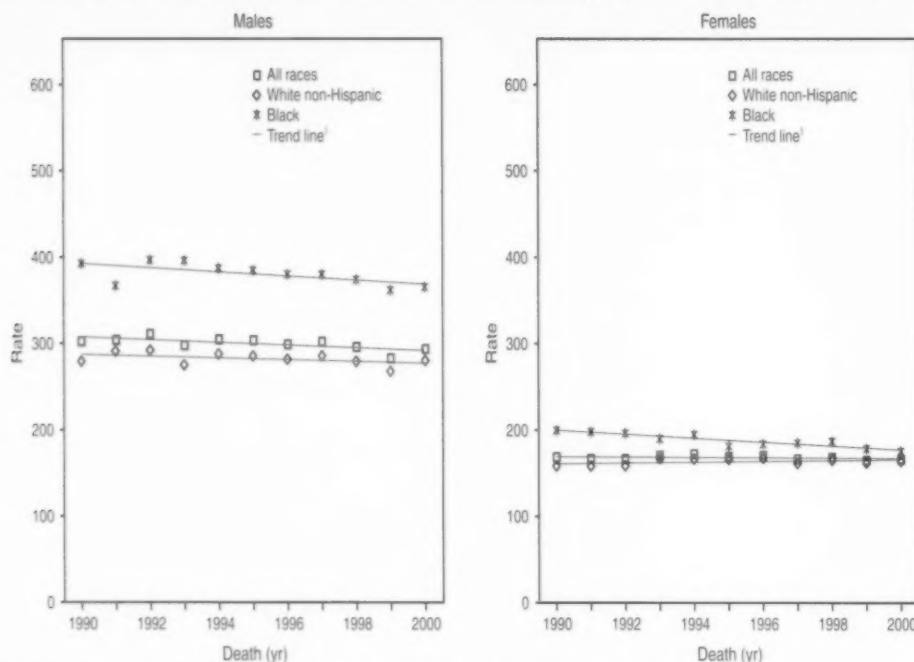 Males
□ All races
◇ White non-Hispanic
✶ Black
— Trend line
600
500
400
300
200
100
0
Rate
1990 1992 1994 1996 1998 2000
Death (yr)
Females
□ All races
◇ White non-Hispanic
✶ Black
— Trend line
600
500
400
300
200
100
0
Rate
1990 1992 1994 1996 1998 2000
Death (yr)